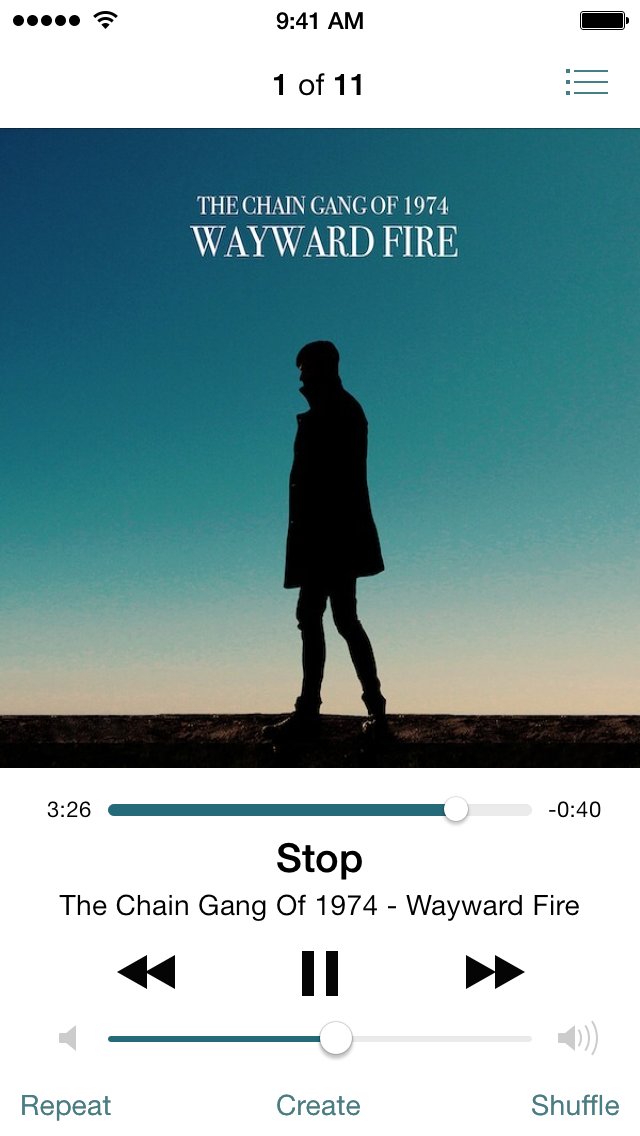 9:41 AM
1 of 11
THE CHAIN GANG OF 1974
WAYWARD FIRE
3:26
-0:40
Stop
The Chain Gang Of 1974 - Wayward Fire
Repeat
Create
Shuffle